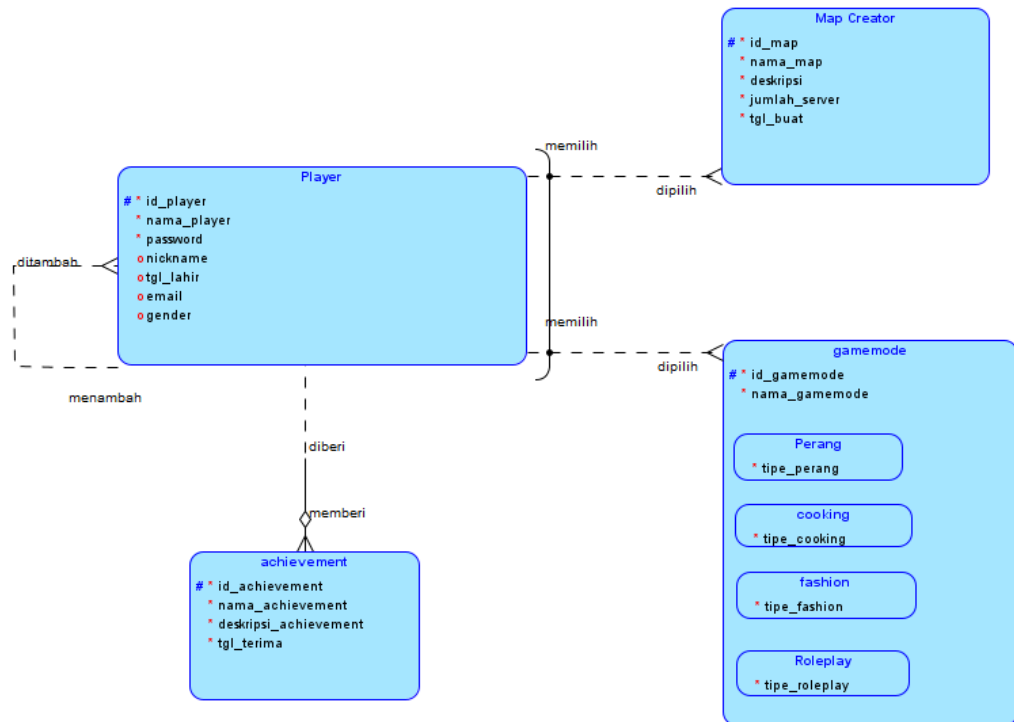 Map Creator
# * id_map
* nama_map
* deskripsi
* jumlah_server
* tgl_buat
memilih
dipilih
Player
# * id_player
* nama_player
* password
o nickname
o tgl_lahir
o email
o gender
ditambah
menambah
memilih
dipilih
gamemode
# * id_gamemode
* nama_gamemode
Perang
* tipe_perang
cooking
* tipe_cooking
fashion
* tipe_fashion
Roleplay
* tipe_roleplay
diberi
memberi
achievement
# * id_achievement
* nama_achievement
* deskripsi_achievement
* tgl_terima